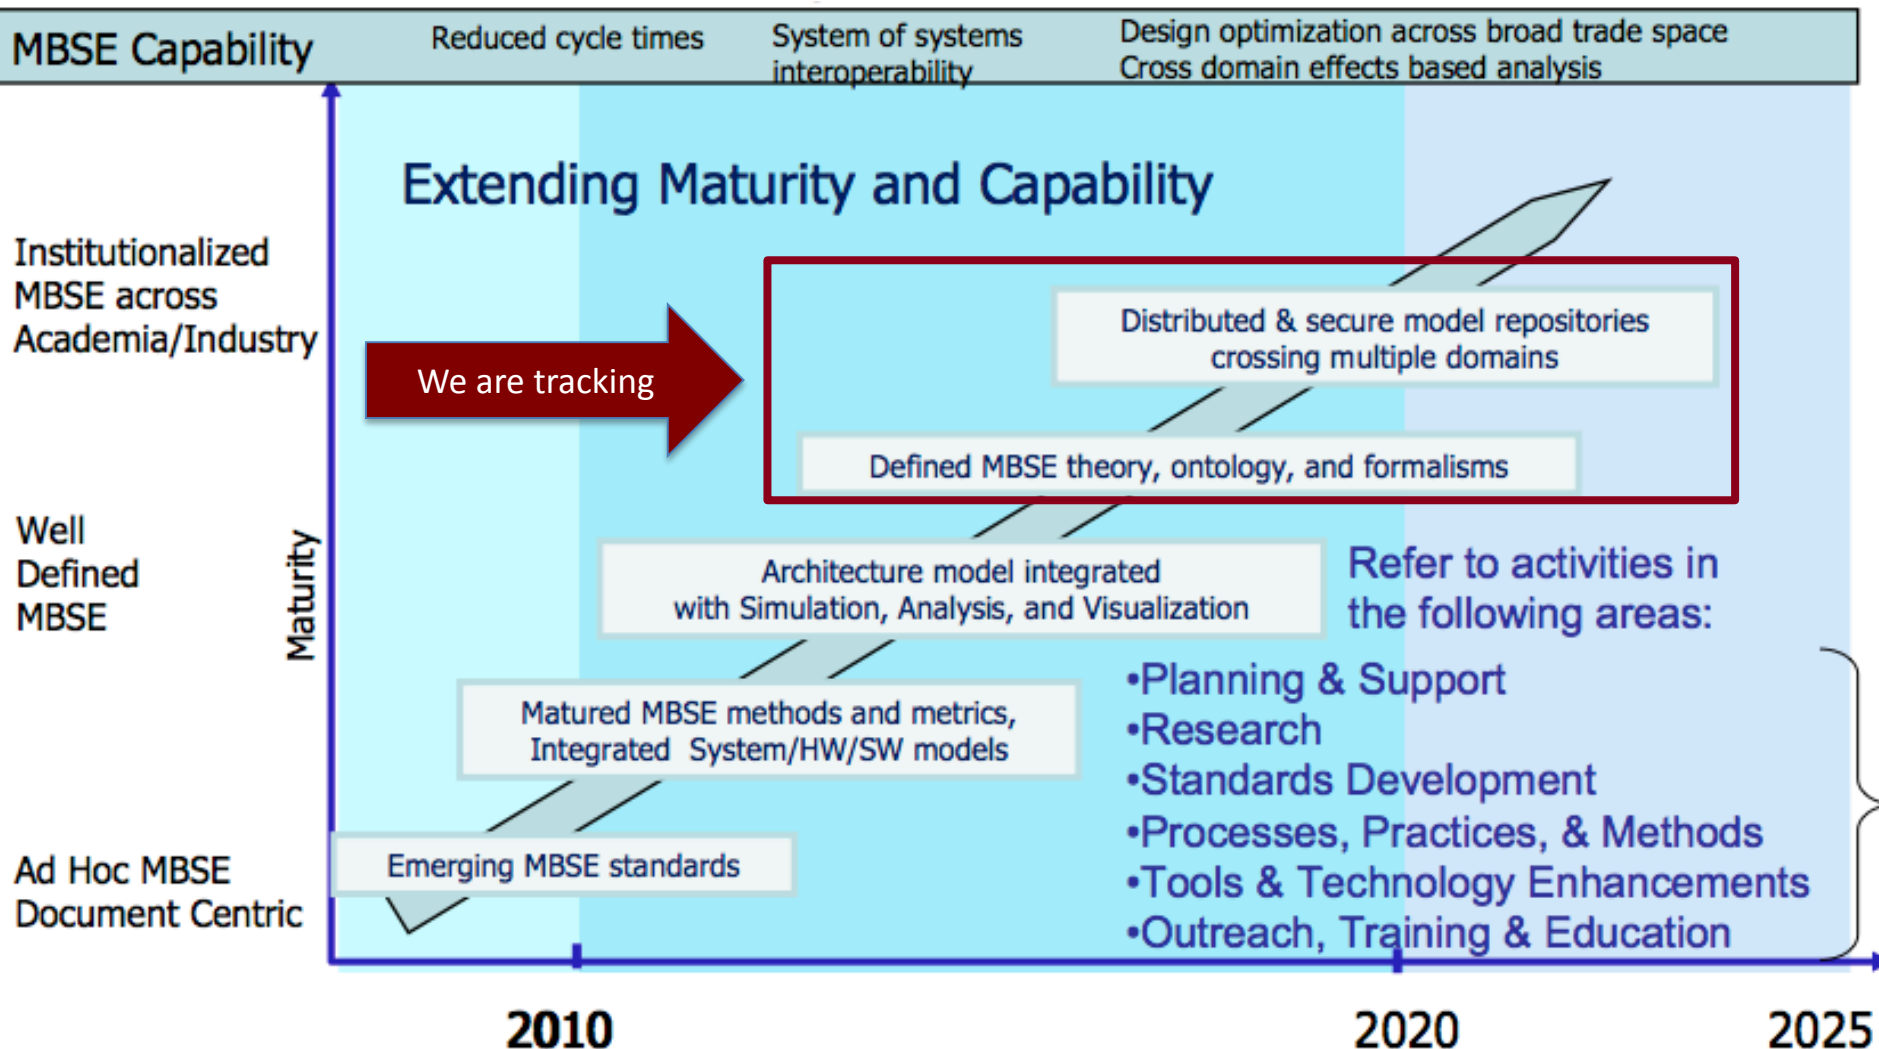 MBSE Capability
Reduced cycle times
System of systems
interoperability
Design optimization across broad trade space
Cross domain effects based analysis
Extending Maturity and Capability
Institutionalized
MBSE across
Academia/Industry
Well
Defined
MBSE
Ad Hoc MBSE
Document Centric
Maturity
We are tracking
Distributed & secure model repositories
crossing multiple domains
Defined MBSE theory, ontology, and formalisms
Architecture model integrated
with Simulation, Analysis, and Visualization
Matured MBSE methods and metrics,
Integrated System/HW/SW models
Emerging MBSE standards
Refer to activities in
the following areas:
•Planning & Support
•Research
•Standards Development
•Processes, Practices, & Methods
•Tools & Technology Enhancements
•Outreach, Training & Education
2010
2020
2025